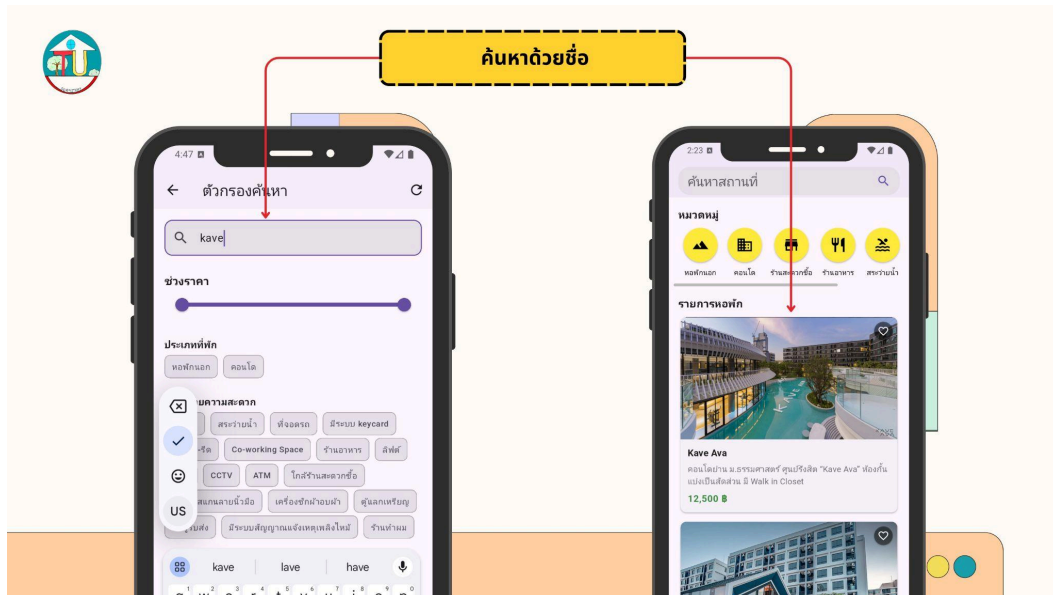 ค้นหาด้วยชื่อ
4:47
ตัวกรองค้นหา
kave
ช่วงราคา
ประเภทที่พัก
หอพักนอก
คอนโด
สระว่ายน้ำ
ที่จอดรถ
มีระบบ keycard
Co-working Space
ร้านอาหาร
ลิฟต์
CCTV
ATM
ใกล้ร้านสะดวกซื้อ
US
เครื่องซักผ้าอบผ้า
ตู้แลกเหรียญ
มีระบบสัญญาณแจ้งเหตุเพลิงไหม้
ร้านทำผม
kave
lave
have
2:23
ค้นหาสถานที่
หมวดหมู่
หอพักนอก
คอนโด
ร้านสะดวกซื้อ
ร้านอาหาร
สระว่ายน้ำ
รายการหอพัก
KAVE
Kave Ava
คอนโดย่าน ม.ธรรมศาสตร์ ศูนย์รังสิต "Kave Ava" ห้องกั้น
แบ่งเป็นสัดส่วน มี Walk in Closet
12,500 ฿